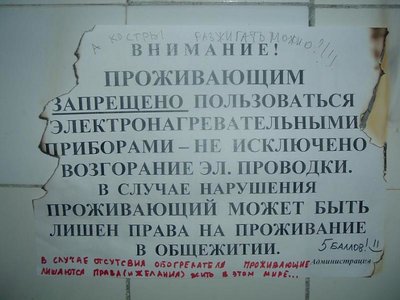 А КОСТРЫ РАЗЖИГАТЬ МОЖНО?!!
ВНИМАНИЕ!
ПРОЖИВАЮЩИМ
ЗАПРЕЩЕНО ПОЛЬЗОВАТЬСЯ
ЭЛЕКТРОНАГРЕВАТЕЛЬНЫМИ
ПРИБОРАМИ – НЕ ИСКЛЮЧЕНО
ВОЗГОРАНИЕ ЭЛ. ПРОВОДКИ.
В СЛУЧАЕ НАРУШЕНИЯ
ПРОЖИВАЮЩИЙ МОЖЕТ БЫТЬ
ЛИШЕН ПРАВА НА ПРОЖИВАНИЕ
В ОБЩЕЖИТИИ.
5 БАЛЛОВ!
Администрация
В СЛУЧАЕ ОТСУТСВИЯ ОБОГРЕВАТЕЛЯ ПРОЖИВАЮЩИЕ
ЛИШАЮТСЯ ПРАВА (И ЖЕЛАНИЯ) ЖИТЬ В ЭТОМ МИРЕ...